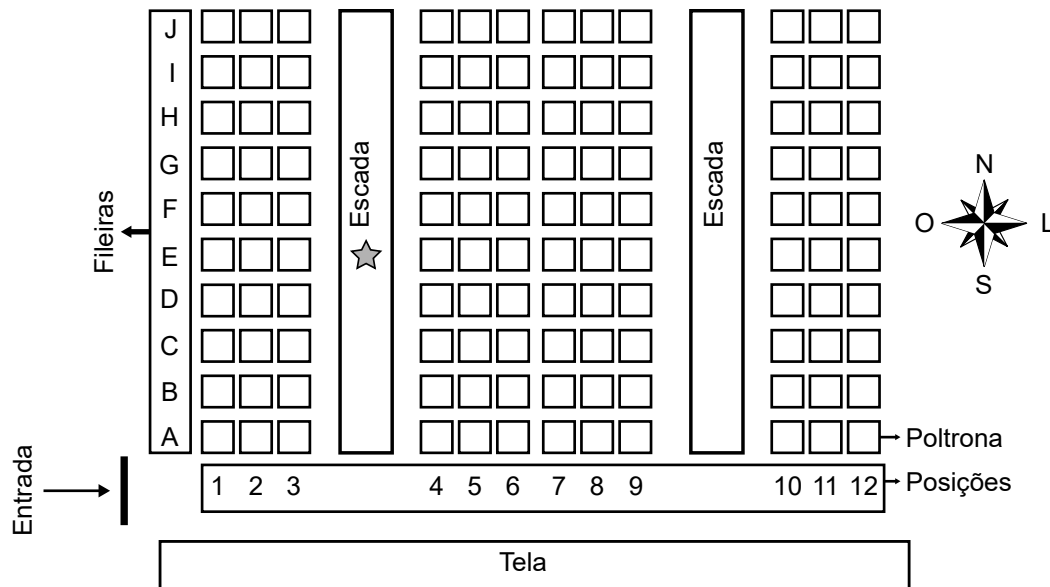 J
I
H
G
F
E
D
C
B
A
Fileiras
Escada
Escada
N
O
L
S
Poltrona
Entrada
1 2 3 4 5 6 7 8 9 10 11 12
Posições
Tela